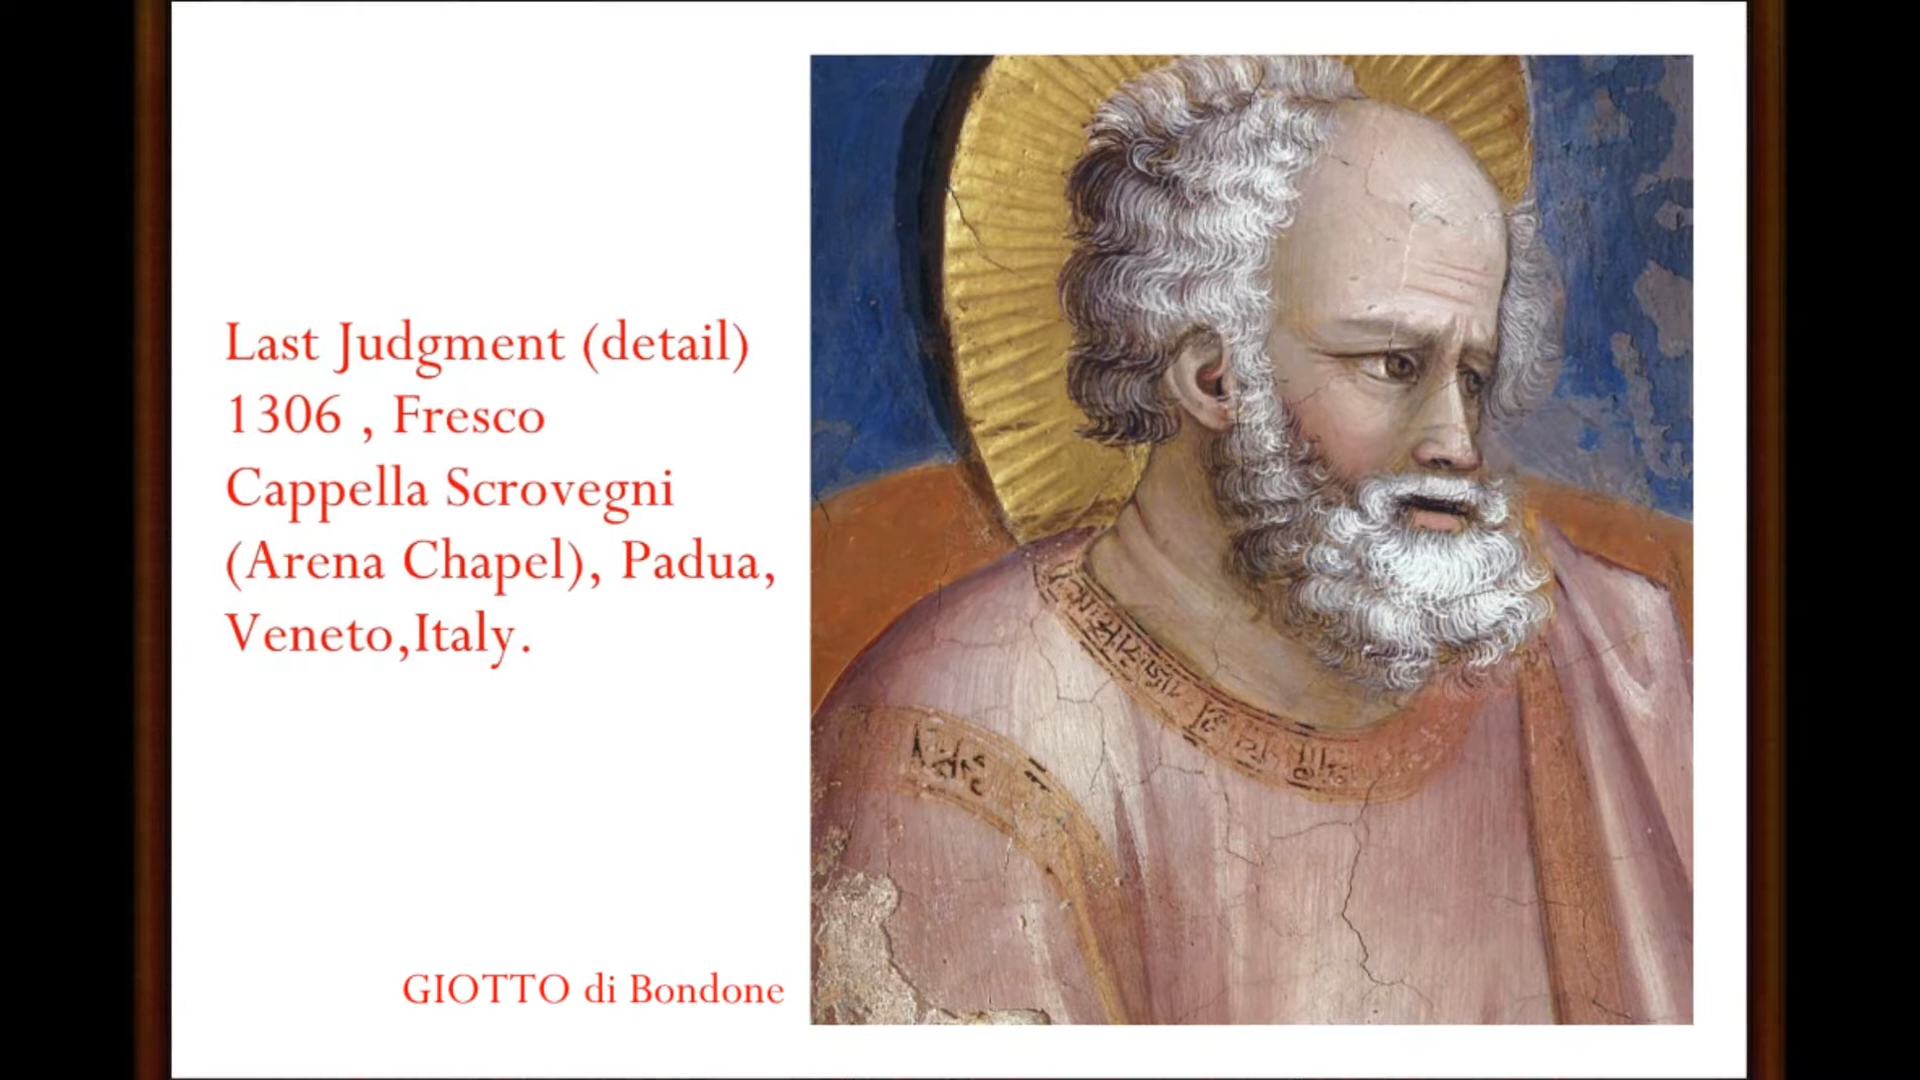 Last Judgment (detail)
1306 , Fresco
Cappella Scrovegni
(Arena Chapel), Padua,
Veneto,Italy.
GIOTTO di Bondone